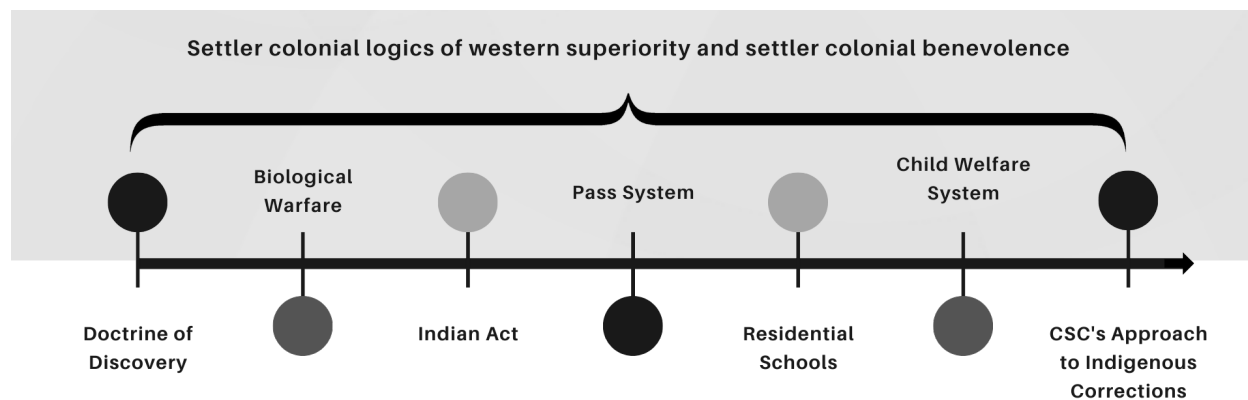 Settler colonial logics of western superiority and settler colonial benevolence
Doctrine of
Discovery
Biological
Warfare
Indian Act
Pass System
Residential
Schools
Child Welfare
System
CSC's Approach
to Indigenous
Corrections